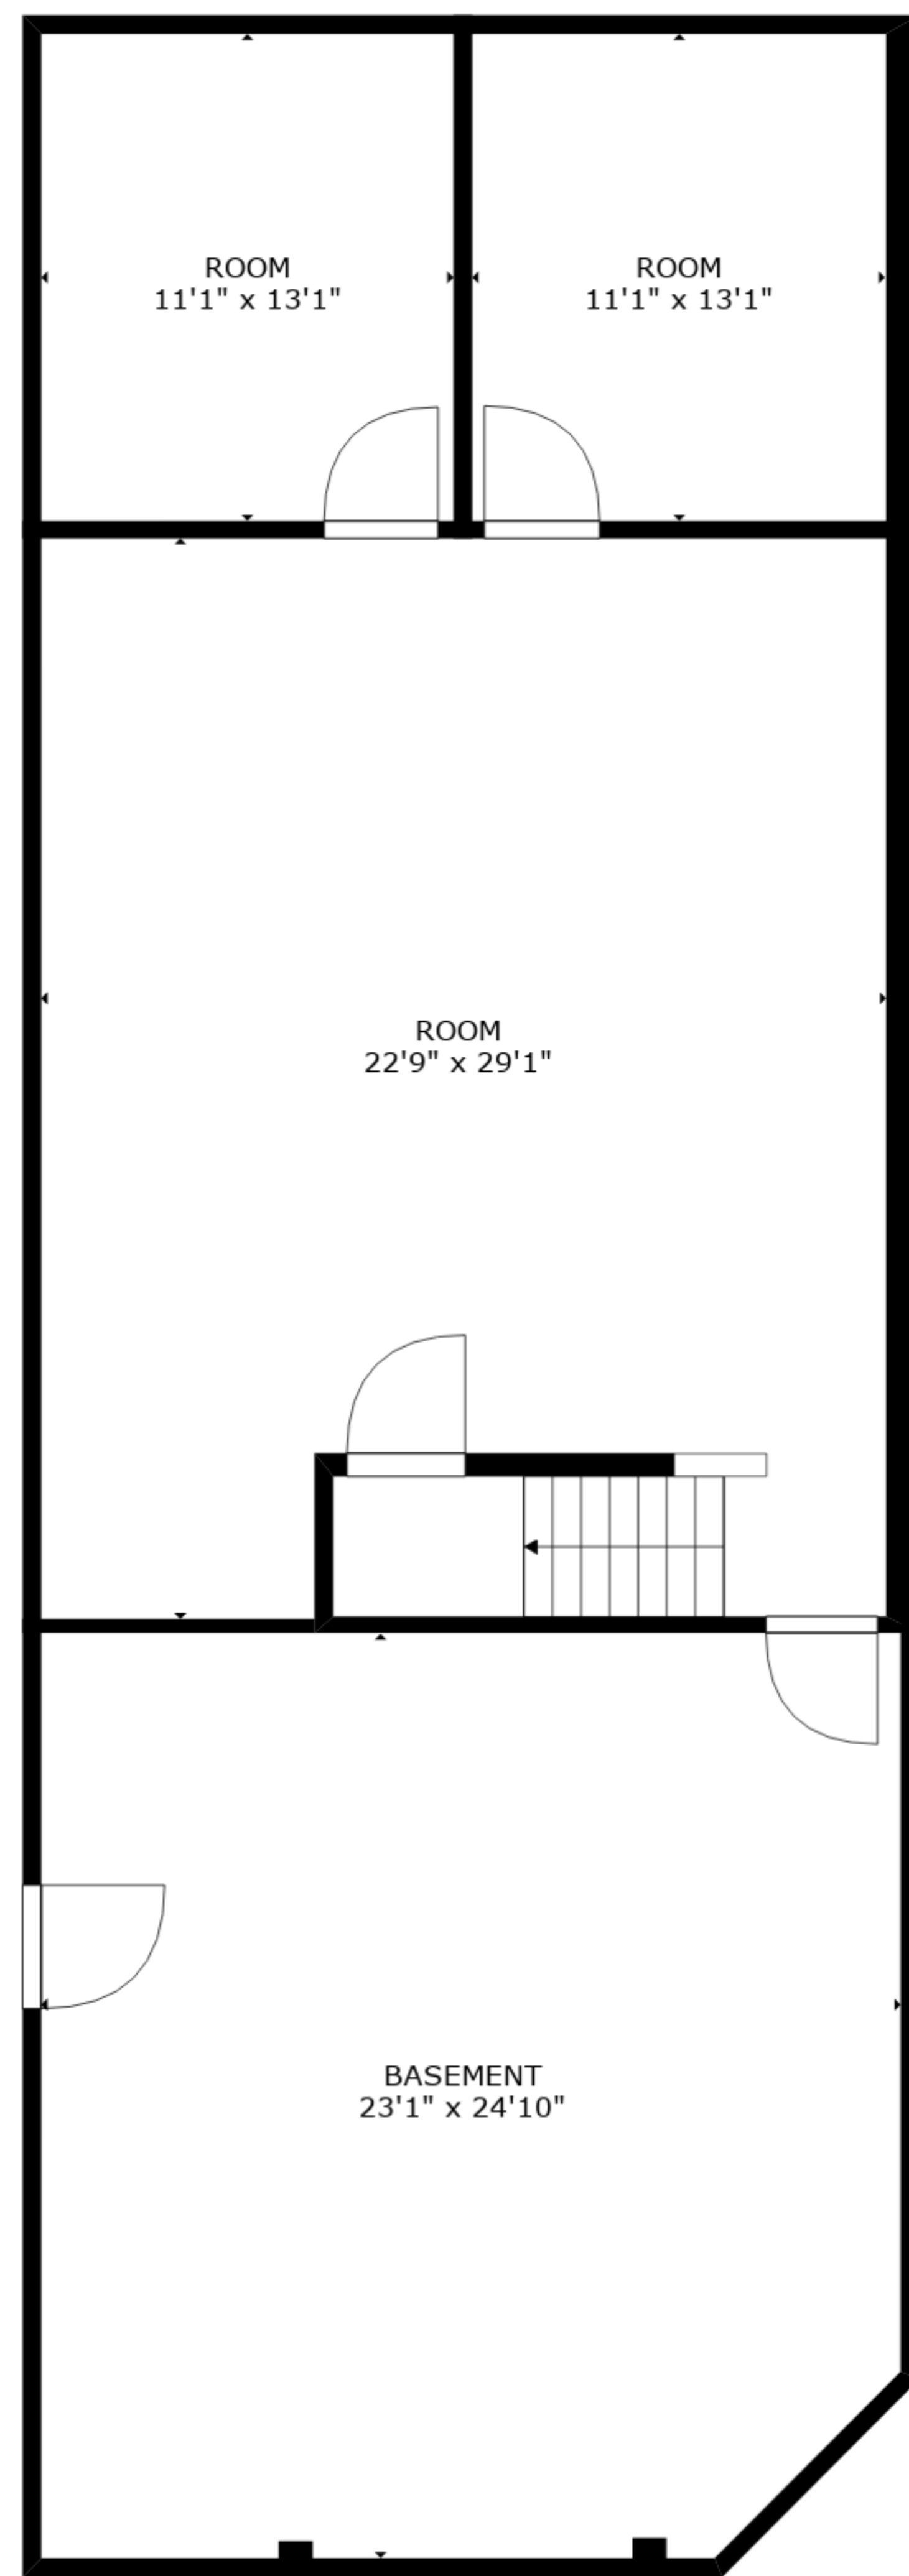 ROOM
11'1" x 13'1"
ROOM
11'1" x 13'1"
ROOM
22'9" x 29'1"
BASEMENT
23'1" x 24'10"